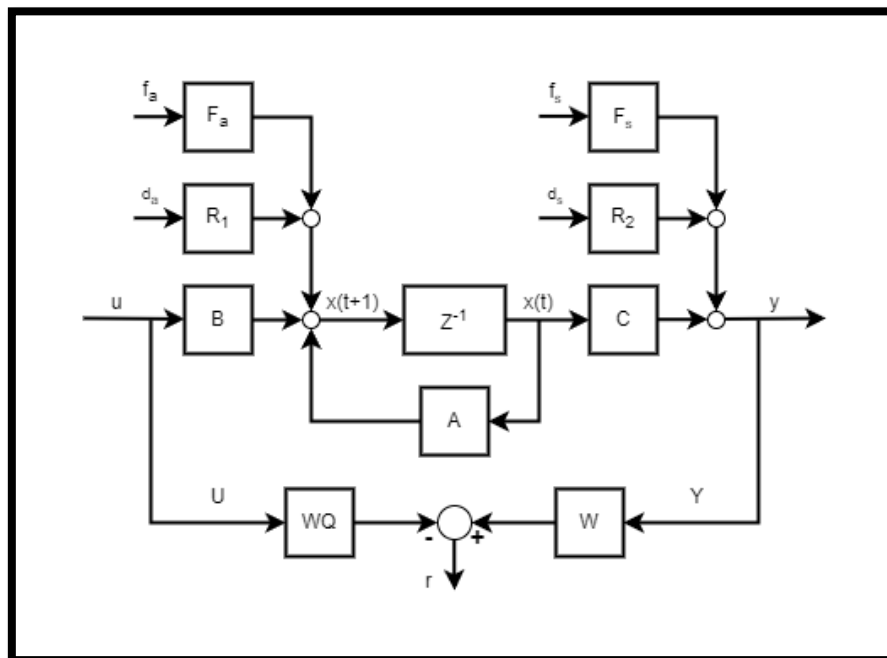 fₐ
Fₐ
fₛ
Fₛ
dₐ
R₁
dₛ
R₂
u
B
x(t+1)
Z⁻¹
x(t)
C
y
A
U
WQ
-
+
W
Y
r